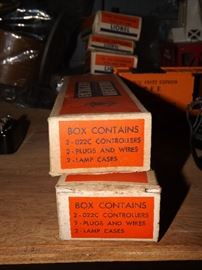 LIONEL
BOX CONTAINS
2-022C CONTROLLERS
2-PLUGS AND WIRES
2-LAMP CASES
BOX CONTAINS
2-022C CONTROLLERS
2-PLUGS AND WIRES
2-LAMP CASES